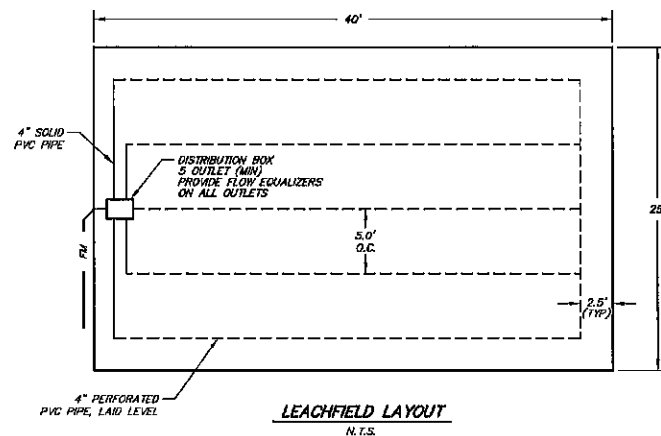 40'
4" SOLID
PVC PIPE
DISTRIBUTION BOX
5 OUTLET (MIN)
PROVIDE FLOW EQUALIZERS
ON ALL OUTLETS
25
FM
5.0'
O.C.
2.5'
(TYP)
4" PERFORATED
PVC PIPE, LAID LEVEL
LEACHFIELD LAYOUT
N.T.S.